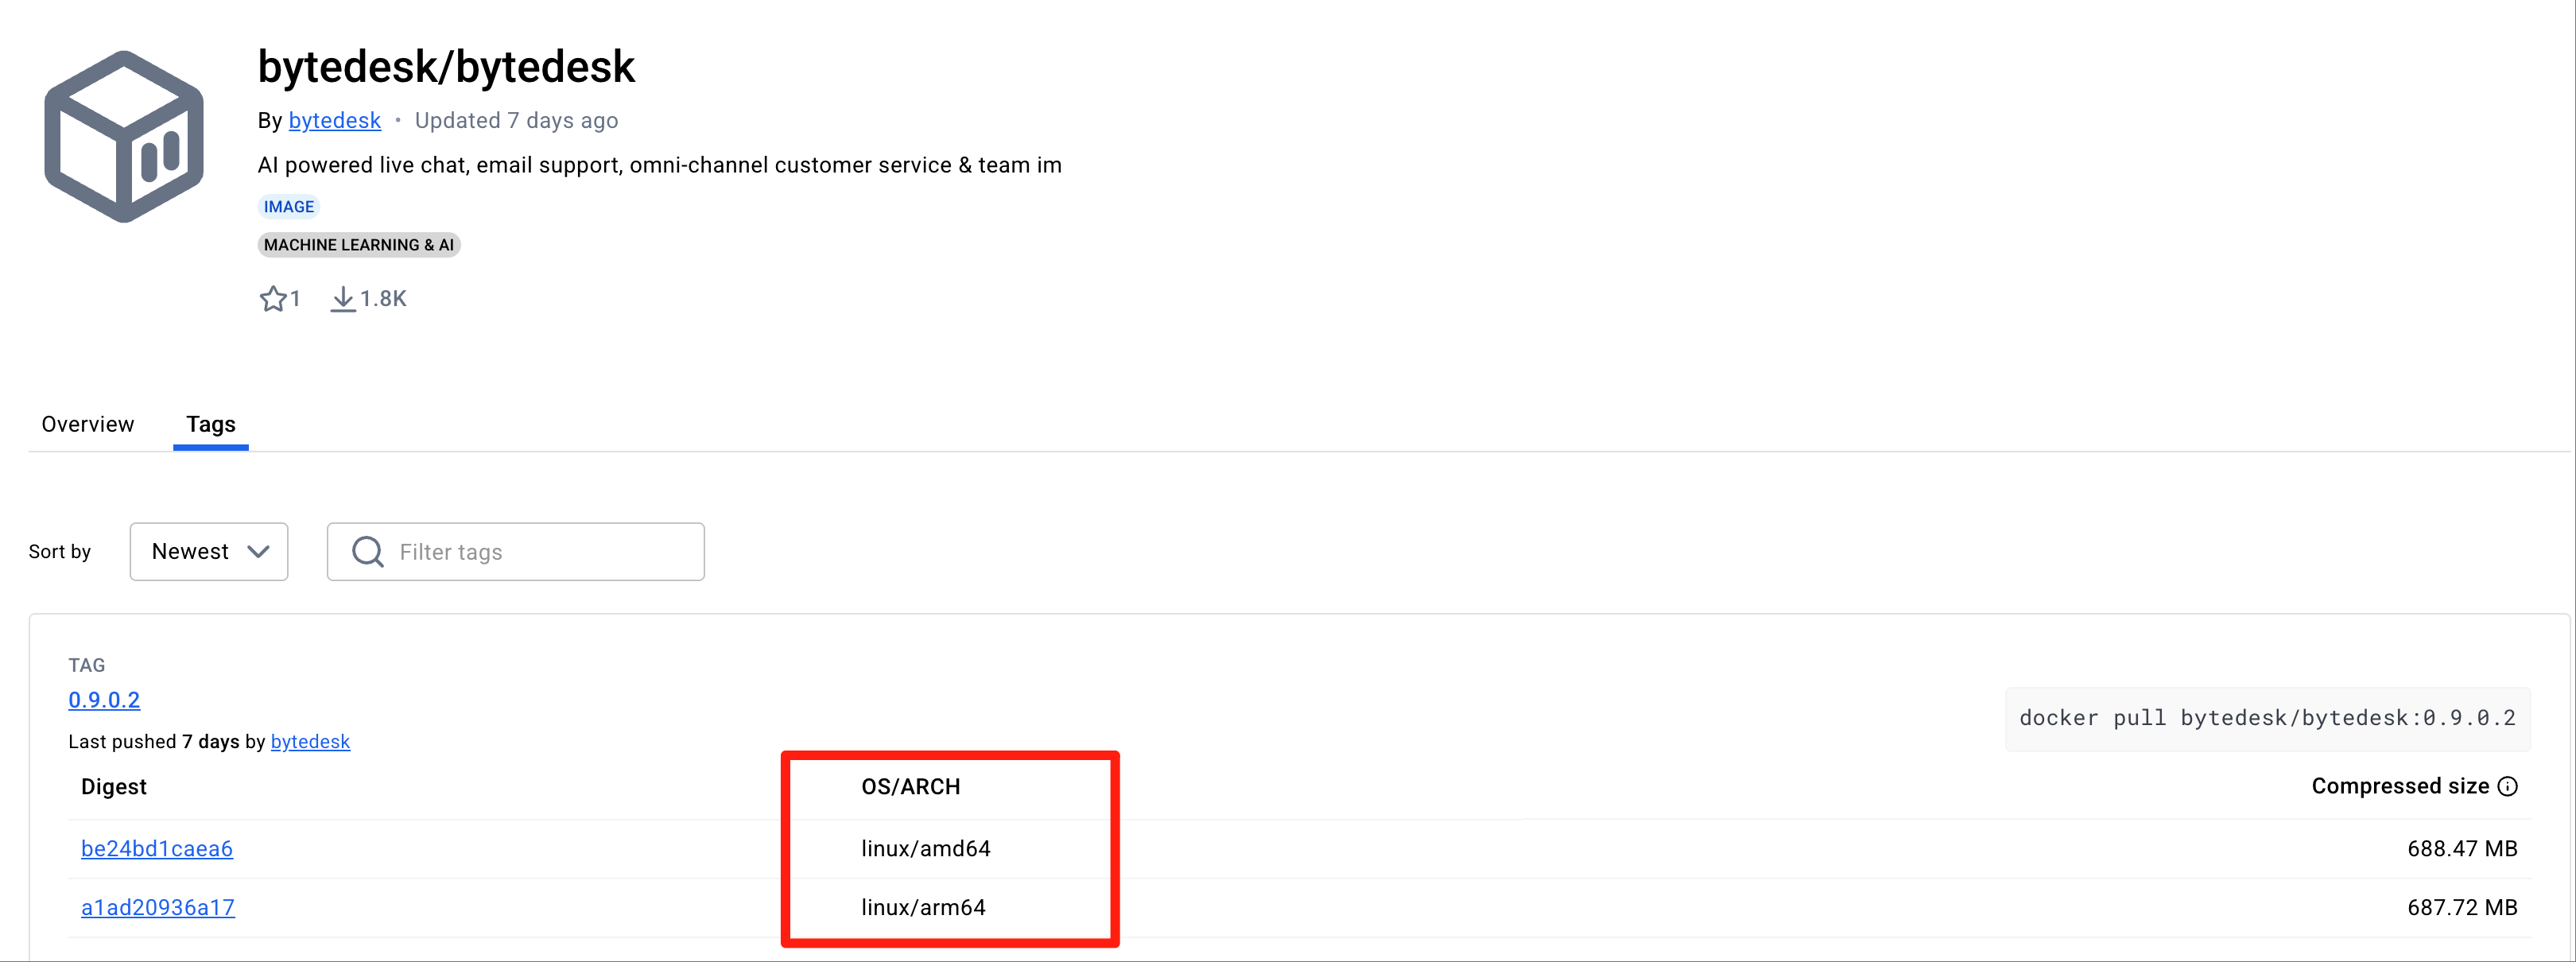 bytedesk/bytedesk
By bytedesk • Updated 7 days ago
AI powered live chat, email support, omni-channel customer service & team im
IMAGE
MACHINE LEARNING & AI
1 1.8K
Overview Tags
Sort by Newest Filter tags
TAG
0.9.0.2
docker pull bytedesk/bytedesk:0.9.0.2
Last pushed 7 days by bytedesk
Digest OS/ARCH Compressed size
be24bd1caea6 linux/amd64 688.47 MB
a1ad20936a17 linux/arm64 687.72 MB